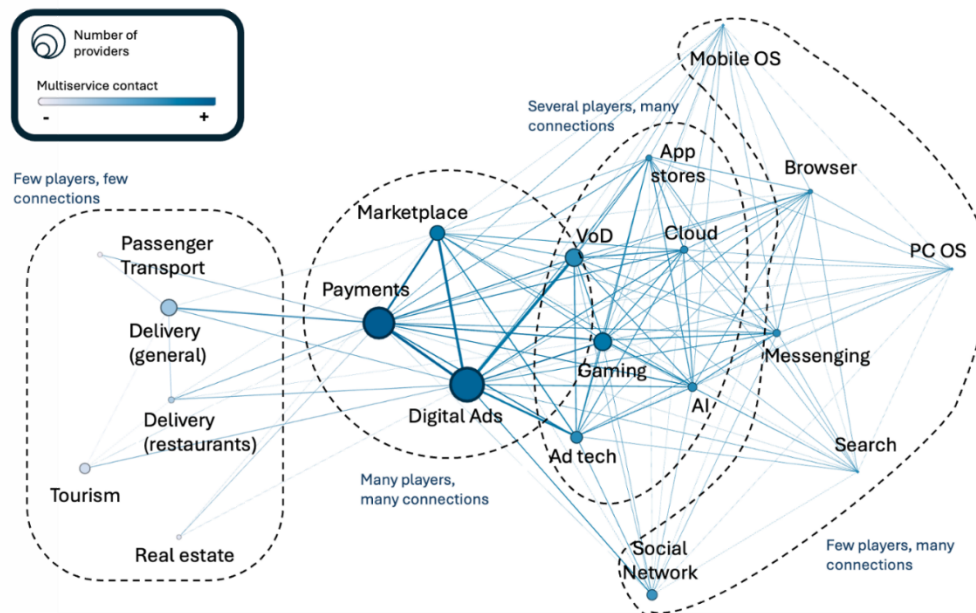 Number of
providers
Multiservice contact
-
+
Few players, few
connections
Passenger
Transport
Delivery
(general)
Delivery
(restaurants)
Tourism
Real estate
Marketplace
Payments
Digital Ads
Many players,
many connections
Several players, many
connections
App
stores
VoD
Cloud
Gaming
AI
Ad tech
Mobile OS
Browser
PC OS
Messenging
Search
Social
Network
Few players, many
connections